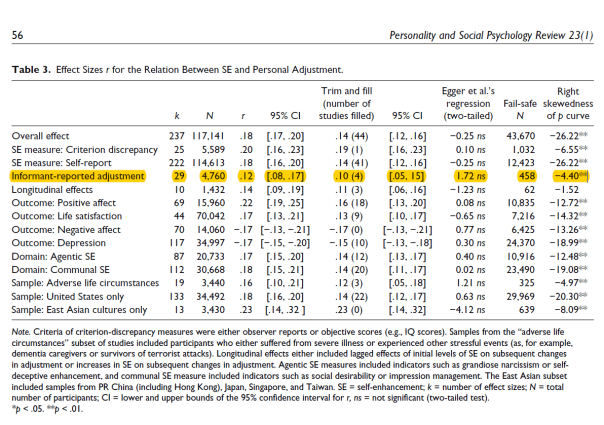 56 Personality and Social Psychology Review 23(1)
Table 3. Effect Sizes r for the Relation Between SE and Personal Adjustment.
k N r 95% CI Trim and fill (number of studies filled) 95% CI Egger et al.'s regression (two-tailed) Fail-safe N Right skewedness of p curve
Overall effect 237 117,141 .18 [.17, .20] .14 (44) [.12, .16] −0.25 ns 43,670 −26.22**
SE measure: Criterion discrepancy 25 5,589 .20 [.16, .23] .19 (1) [.16, .23] 0.10 ns 1,032 −6.55**
SE measure: Self-report 222 114,613 .18 [.16, .20] .14 (41) [.12, .16] −0.25 ns 12,423 −26.22**
Informant-reported adjustment 29 4,760 .12 [.08, .17] .10 (4) [.05, 15] 1.72 ns 458 −4.40**
Longitudinal effects 10 1,432 .14 [.09, .19] .11 (3) [.06, .16] −1.23 ns 62 −1.52
Outcome: Positive affect 69 15,960 .22 [.19, .25] .16 (18) [.13, .20] 0.08 ns 10,835 −12.72**
Outcome: Life satisfaction 44 70,042 .17 [.13, .21] .13 (9) [.10, .17] −0.65 ns 7,216 −14.32**
Outcome: Negative affect 70 14,060 −.17 [−.13, −.21] −.17 (0) [−.13, −.21] 0.77 ns 6,425 −13.26**
Outcome: Depression 117 34,997 −.17 [−.15, −.20] −.15 (10) [−.13, −.18] 0.30 ns 24,370 −18.99**
Domain: Agentic SE 87 20,733 .17 [.15, .20] .14 (12) [.13, .17] 0.40 ns 10,916 −12.48**
Domain: Communal SE 112 30,668 .18 [.15, .21] .14 (20) [.11, .17] 0.02 ns 23,490 −19.08**
Sample: Adverse life circumstances 19 3,440 .16 [.10, .21] .12 (3) [.05, .18] 1.21 ns 325 −4.97**
Sample: United States only 133 34,492 .18 [.16, .20] .14 (22) [.12, .17] 0.63 ns 29,969 −20.30**
Sample: East Asian cultures only 13 3,430 .23 [.14, .32 ] .23 (0) [.14, .32] −4.12 ns 639 −8.09**
Note. Criteria of criterion-discrepancy measures were either observer reports or objective scores (e.g., IQ scores). Samples from the "adverse life
circumstances" subset of studies included participants who either suffered from severe illness or experienced other stressful events (as, for example,
dementia caregivers or survivors of terrorist attacks). Longitudinal effects either included lagged effects of initial levels of SE on subsequent changes
in adjustment or increases in SE on subsequent changes in adjustment. Agentic SE measures included indicators such as grandiose narcissism or self-
deceptive enhancement, and communal SE measure included indicators such as social desirability or impression management. The East Asian subset
included samples from PR China (including Hong Kong), Japan, Singapore, and Taiwan. SE = self-enhancement; k = number of effect sizes; N = total
number of participants; CI = lower and upper bounds of the 95% confidence interval for r, ns = not significant (two-tailed test).
*p < .05. **p < .01.